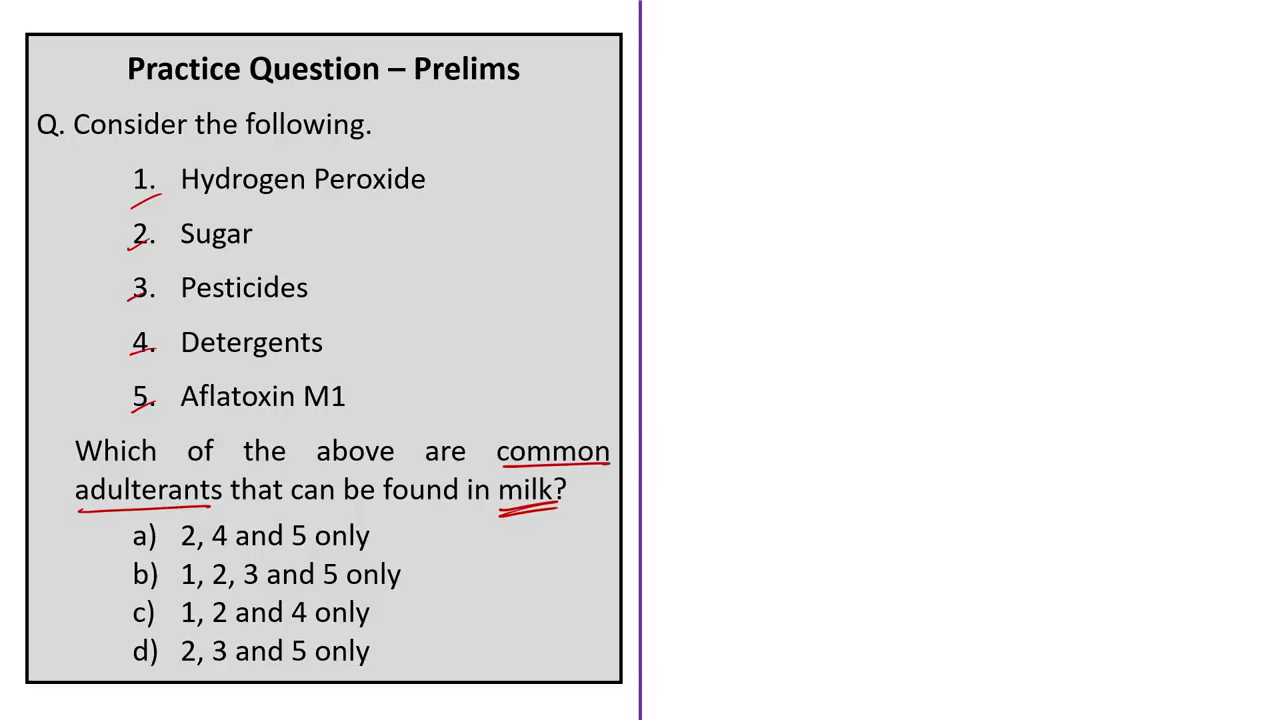 Practice Question – Prelims
Q. Consider the following.
1. Hydrogen Peroxide
2. Sugar
3. Pesticides
4. Detergents
5. Aflatoxin M1
Which of the above are common
adulterants that can be found in milk?
a) 2, 4 and 5 only
b) 1, 2, 3 and 5 only
c) 1, 2 and 4 only
d) 2, 3 and 5 only